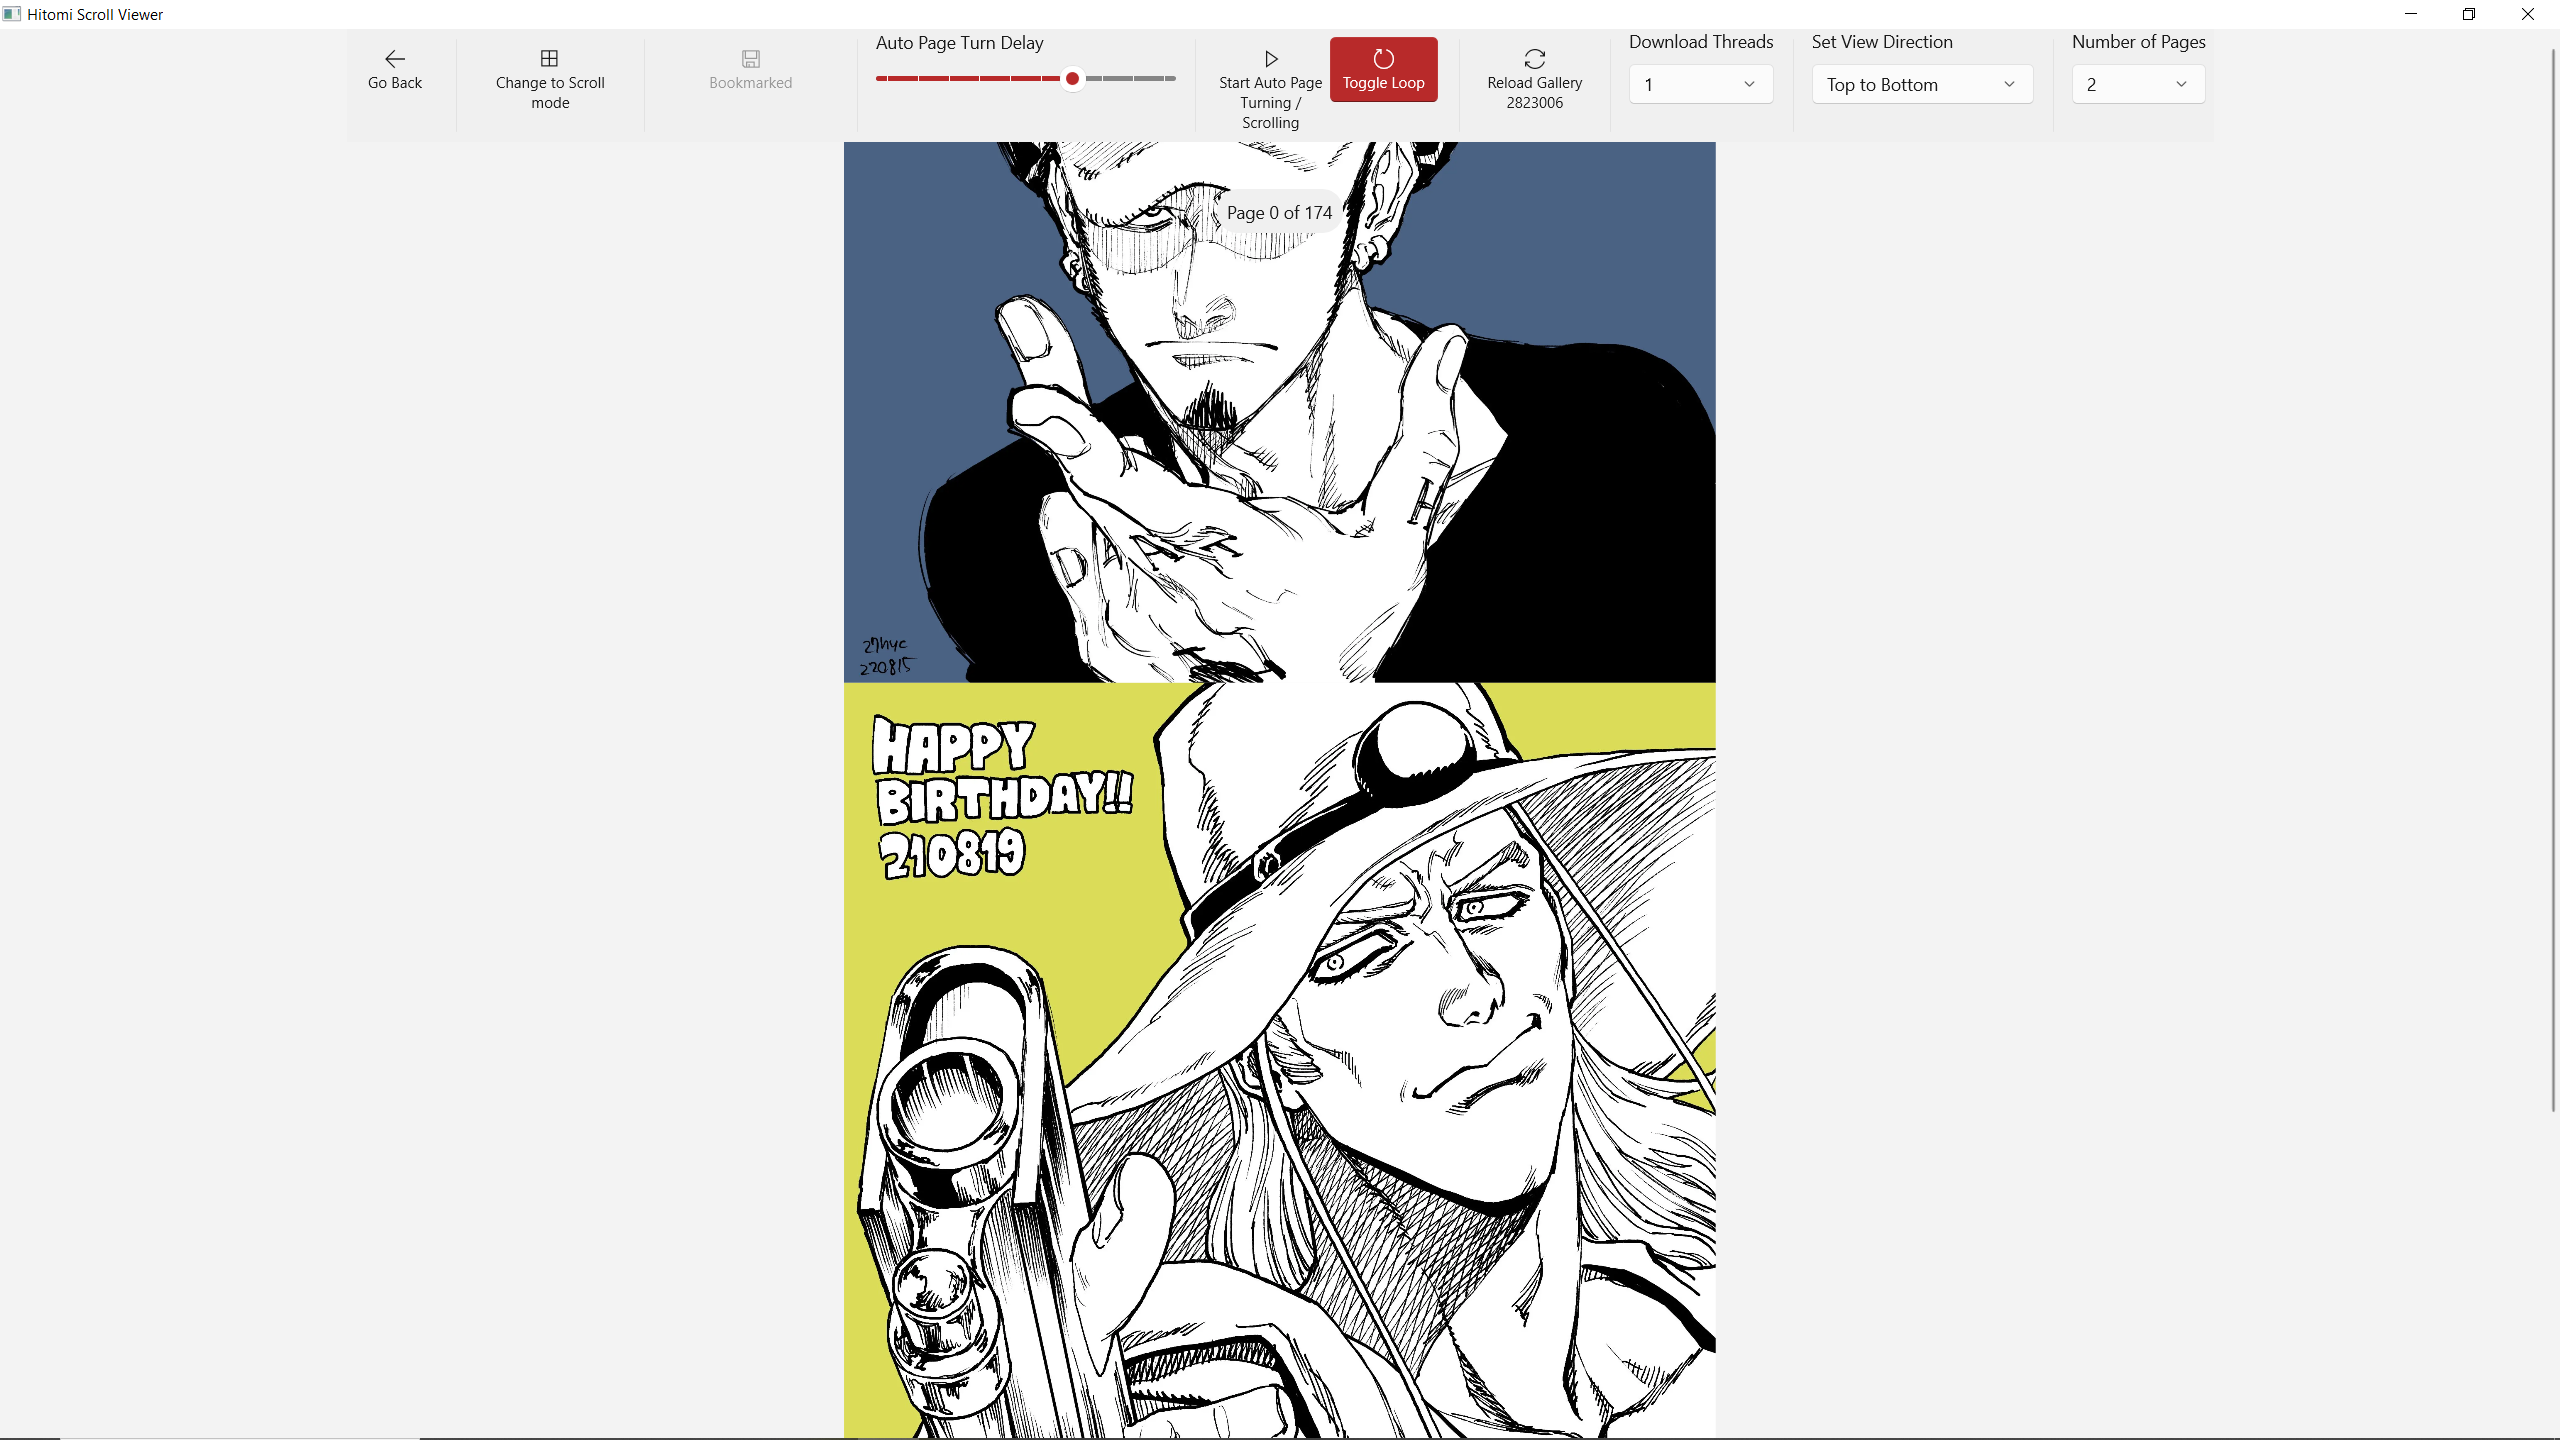 Hitomi Scroll Viewer
Go Back
Change to Scroll
mode
Bookmarked
Auto Page Turn Delay
Start Auto Page
Turning /
Scrolling
Toggle Loop
Reload Gallery
2823006
Download Threads
1
Set View Direction
Top to Bottom
Number of Pages
2
Page 0 of 174
H
27hyc
220815
HAPPY
BIRTHDAY!!
210819